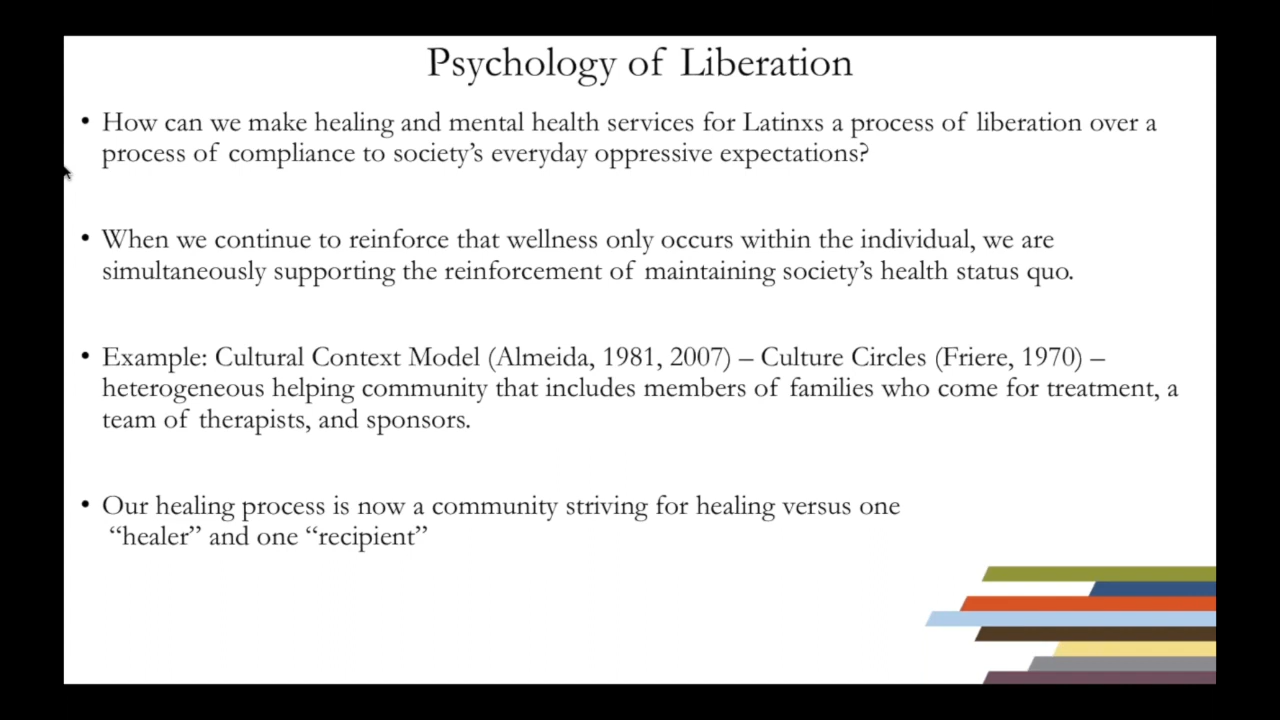 Psychology of Liberation
• How can we make healing and mental health services for Latinxs a process of liberation over a
process of compliance to society’s everyday oppressive expectations?
• When we continue to reinforce that wellness only occurs within the individual, we are
simultaneously supporting the reinforcement of maintaining society’s health status quo.
• Example: Cultural Context Model (Almeida, 1981, 2007) – Culture Circles (Friere, 1970) –
heterogeneous helping community that includes members of families who come for treatment, a
team of therapists, and sponsors.
• Our healing process is now a community striving for healing versus one
“healer” and one “recipient”